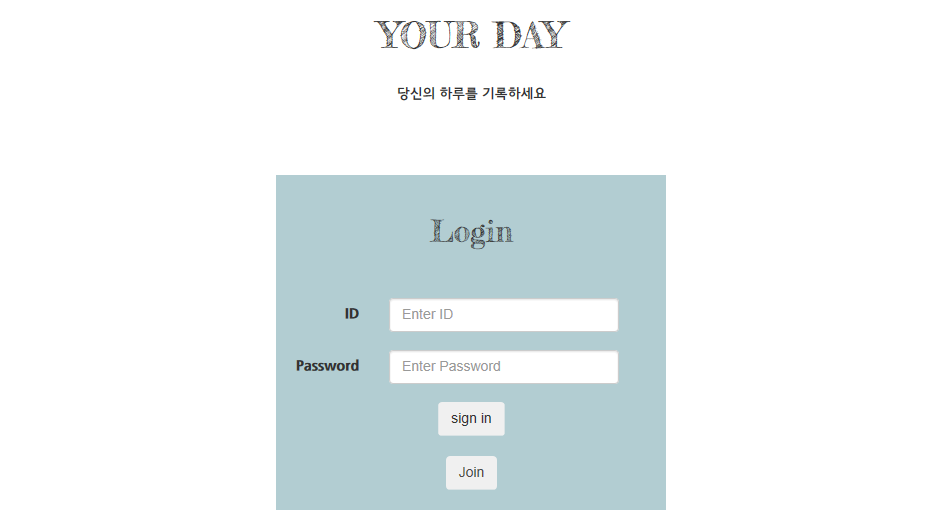 YOUR DAY
당신의 하루를 기록하세요
Login
ID Enter ID
Password Enter Password
sign in
Join